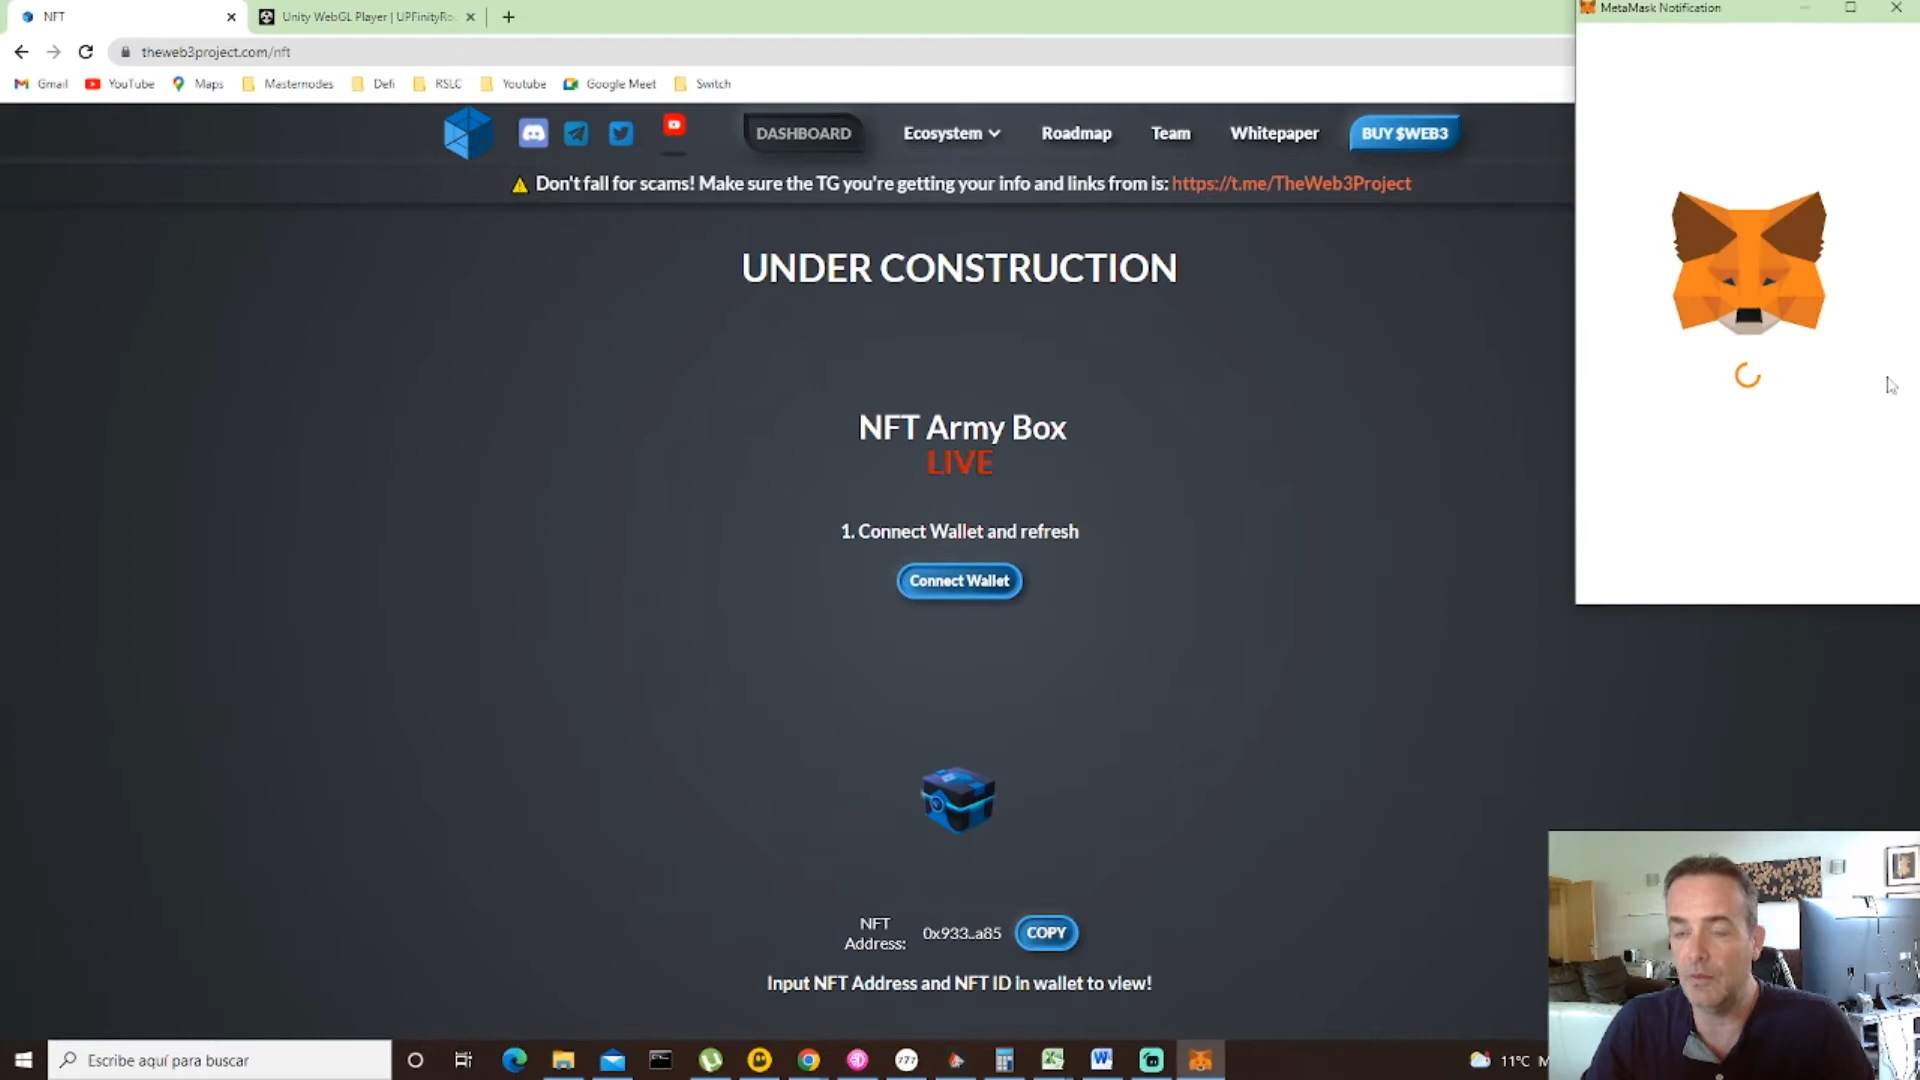 NFT
Unity WebGL Player | UPFinityRo
MetaMask Notification
theweb3project.com/nft
Gmail
YouTube
Maps
Masternodes
Defi
RSLC
Youtube
Google Meet
Switch
DASHBOARD
Ecosystem
Roadmap
Team
Whitepaper
BUY $WEB3
Don't fall for scams! Make sure the TG you're getting your info and links from is: https://t.me/TheWeb3Project
UNDER CONSTRUCTION
NFT Army Box
LIVE
1. Connect Wallet and refresh
Connect Wallet
NFT
Address:
0x933..a85
COPY
Input NFT Address and NFT ID in wallet to view!
Escribe aquí para buscar
777
11°C M